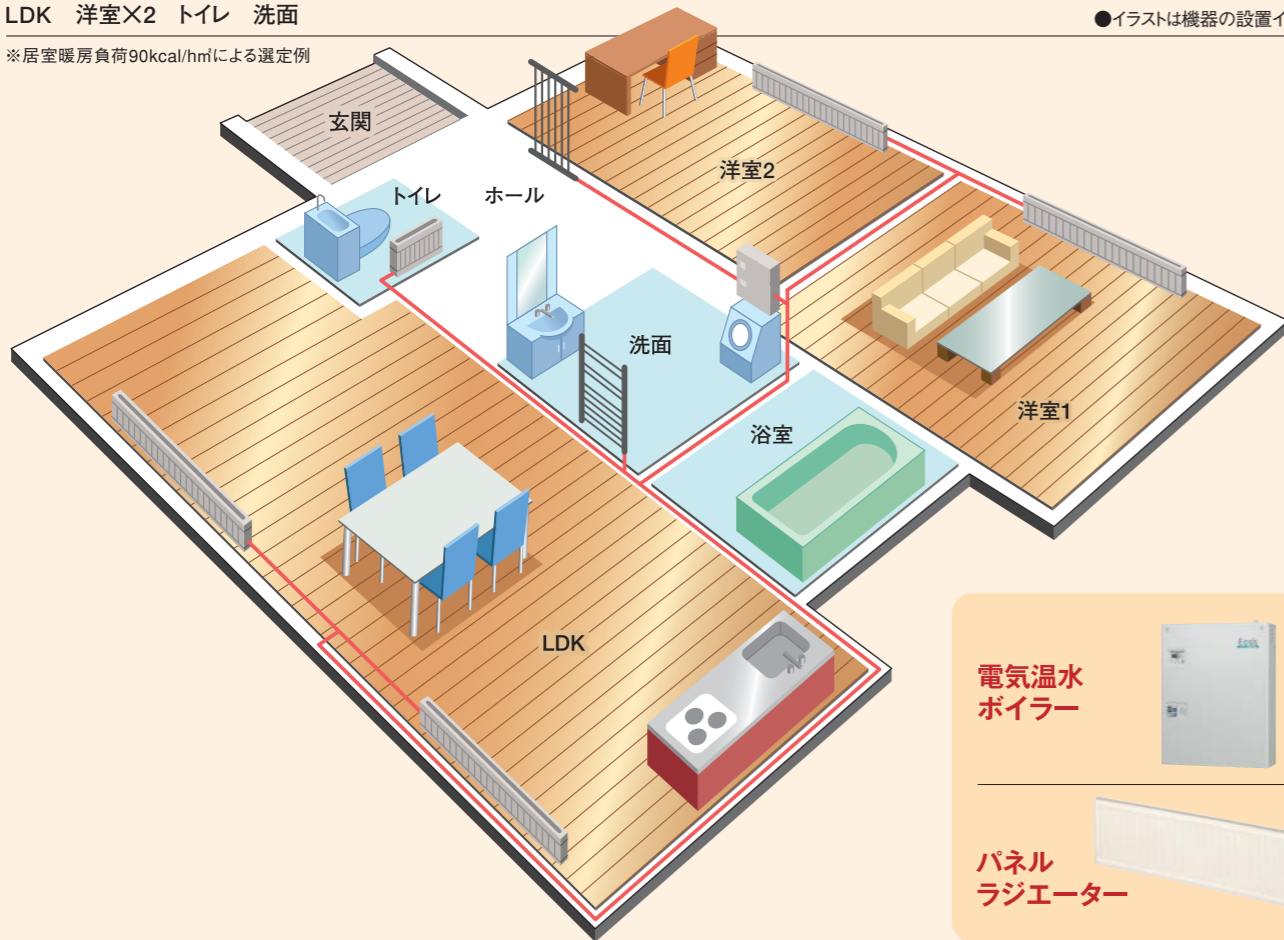 LDK 洋室×2 トイレ 洗面
●イラストは機器の設置イ
※居室暖房負荷90kcal/h㎡による選定例
玄関
洋室2
トイレ
ホール
洗面
洋室1
浴室
LDK
電気温水
ボイラー
パネル
ラジエーター